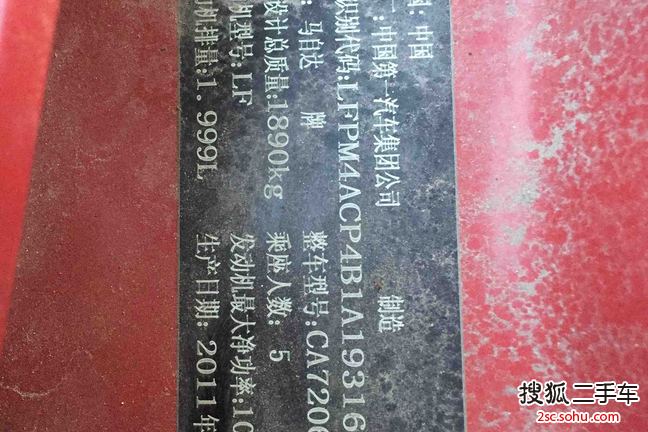 国: 中国
: 中国第一汽车集团公司 制造
识别代码:LFPM4ACP4B1A19316
: 马自达 牌 整车型号:CA7206
设计总质量:1890kg 乘座人数: 5
机型号:LF 发动机最大净功率:10
机排量:1.999L 生产日期: 2011年
搜狐二手车
2sc.sohu.com